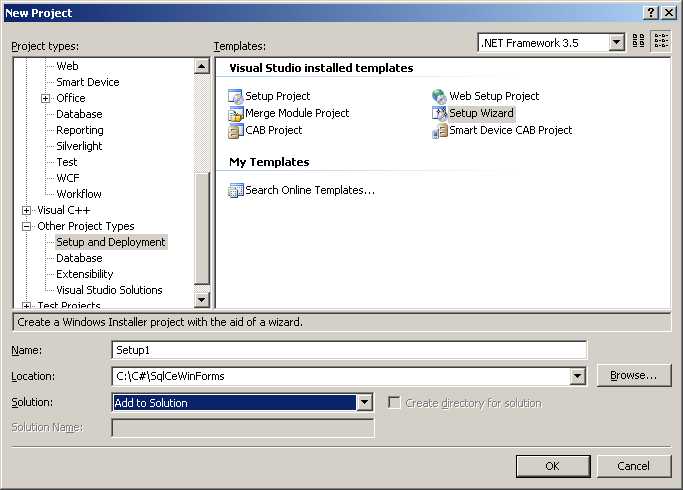 New Project
Project types:
Templates:
.NET Framework 3.5
Web
Smart Device
Office
Database
Reporting
Silverlight
Test
WCF
Workflow
Visual C++
Other Project Types
Setup and Deployment
Database
Extensibility
Visual Studio Solutions
Test Projects
Visual Studio installed templates
Setup Project
Web Setup Project
Merge Module Project
Setup Wizard
CAB Project
Smart Device CAB Project
My Templates
Search Online Templates...
Create a Windows Installer project with the aid of a wizard.
Name:
Setup1
Location:
C:\C#\SqlCeWinForms
Browse...
Solution:
Add to Solution
Create directory for solution
Solution Name:
OK
Cancel